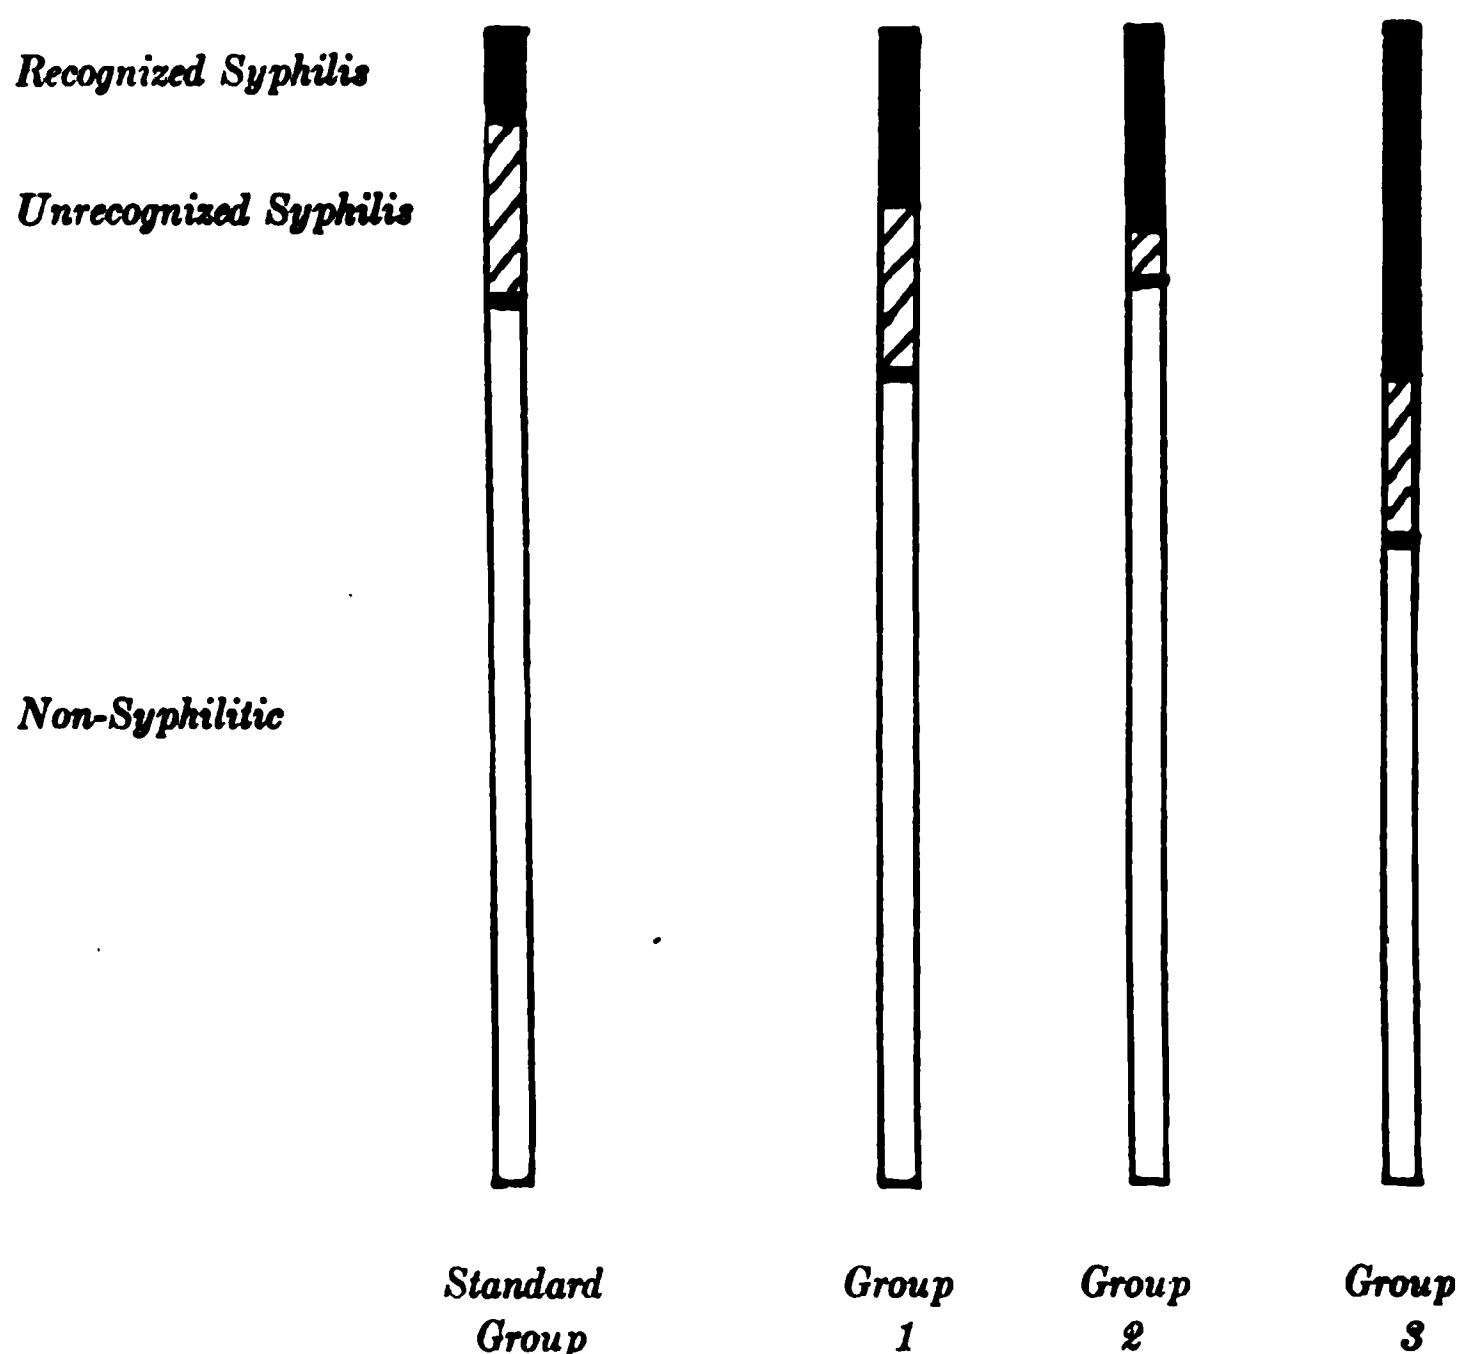 Recognized Syphilis
Unrecognized Syphilis
Non-Syphilitic
Standard Group Group Group
Group 1 2 3